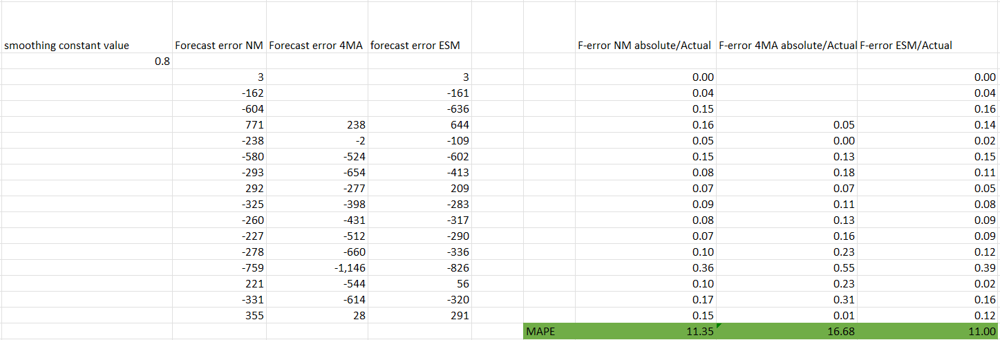 smoothing constant value Forecast error NM Forecast error 4MA forecast error ESM F-error NM absolute/Actual F-error 4MA absolute/Actual F-error ESM/Actual
0.8
3 3 0.00 0.00
-162 -161 0.04 0.04
-604 -636 0.15 0.16
771 238 644 0.16 0.05 0.14
-238 -2 -109 0.05 0.00 0.02
-580 -524 -602 0.15 0.13 0.15
-293 -654 -413 0.08 0.18 0.11
292 -277 209 0.07 0.07 0.05
-325 -398 -283 0.09 0.11 0.08
-260 -431 -317 0.08 0.13 0.09
-227 -512 -290 0.07 0.16 0.09
-278 -660 -336 0.10 0.23 0.12
-759 -1,146 -826 0.36 0.55 0.39
221 -544 56 0.10 0.23 0.02
-331 -614 -320 0.17 0.31 0.16
355 28 291 0.15 0.01 0.12
MAPE 11.35 16.68 11.00